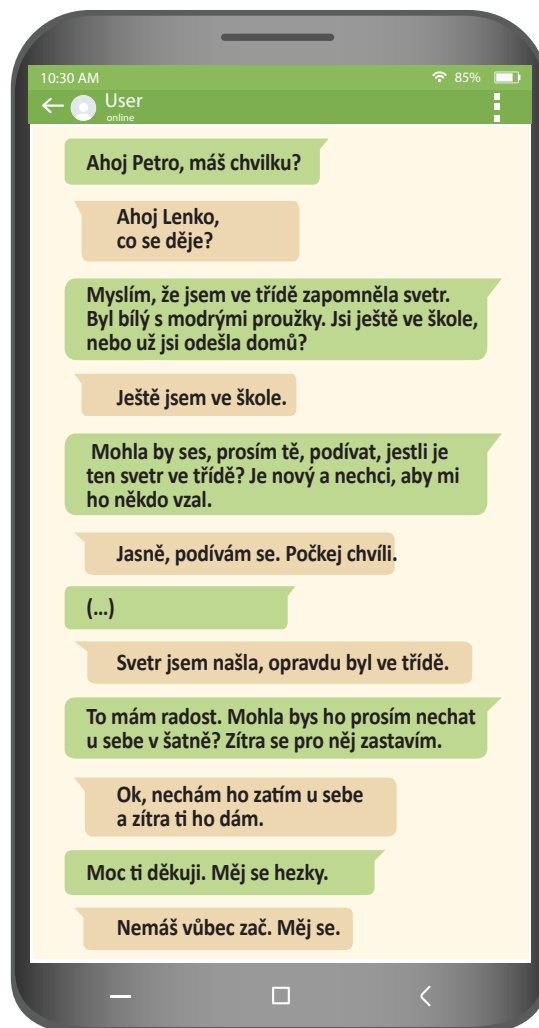 10:30 AM
85%
User
online
Ahoj Petro, máš chvilku?
Ahoj Lenko,
co se děje?
Myslím, že jsem ve třídě zapomněla svetr.
Byl bílý s modrými proužky. Jsi ještě ve škole,
nebo už jsi odešla domů?
Ještě jsem ve škole.
Mohla by ses, prosím tě, podívat, jestli je
ten svetr ve třídě? Je nový a nechci, aby mi
ho někdo vzal.
Jasně, podívám se. Počkej chvíli.
(...)
Svetr jsem našla, opravdu byl ve třídě.
To mám radost. Mohla bys ho prosím nechat
u sebe v šatně? Zítra se pro něj zastavím.
Ok, nechám ho zatím u sebe
a zítra ti ho dám.
Moc ti děkuji. Měj se hezky.
Nemáš vůbec zač. Měj se.